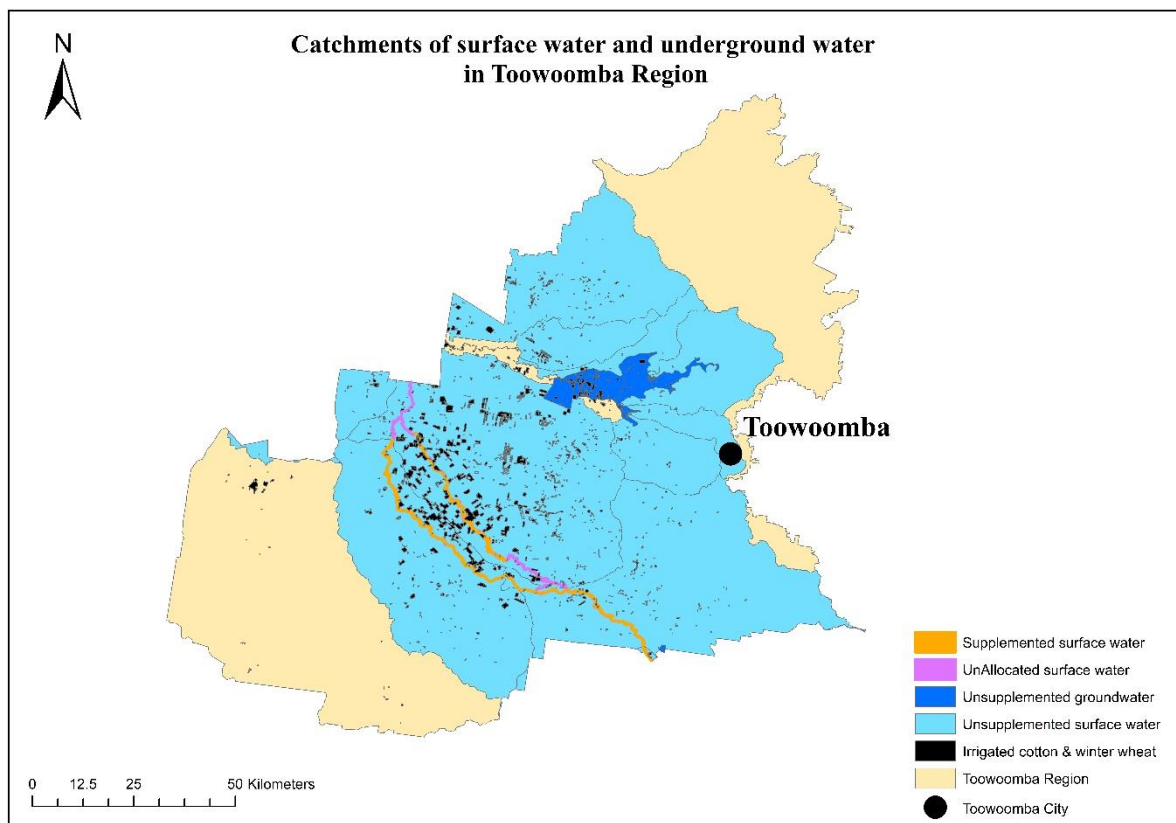 N
Catchments of surface water and underground water
in Toowoomba Region
Toowoomba
Supplemented surface water
UnAllocated surface water
Unsupplemented groundwater
Unsupplemented surface water
Irrigated cotton & winter wheat
Toowoomba Region
Toowoomba City
0 12.5 25 50 Kilometers